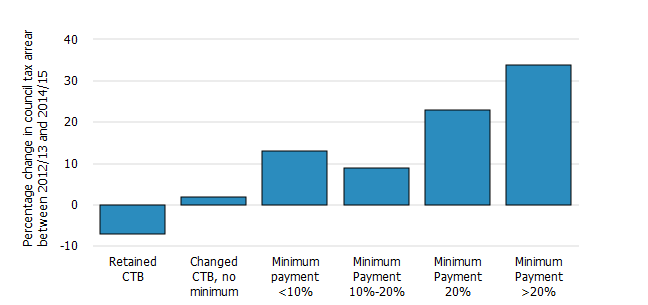 Percentage change in council tax arrear
between 2012/13 and 2014/15
40
30
20
10
0
-10
Retained
CTB
Changed
CTB, no
minimum
Minimum
payment
<10%
Minimum
Payment
10%-20%
Minimum
Payment
20%
Minimum
Payment
>20%